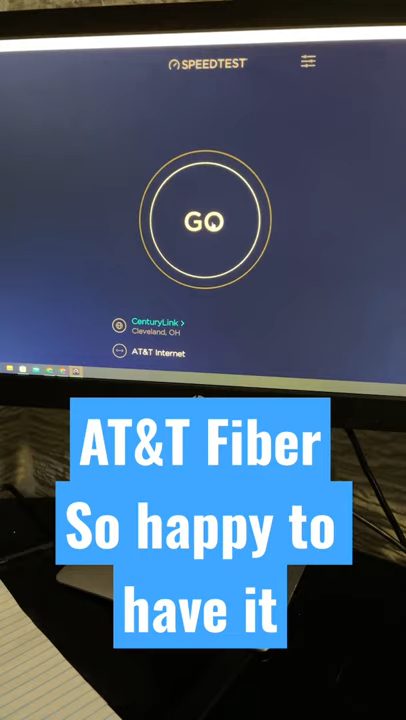 SPEEDTEST
GO
CenturyLink >
Cleveland, OH
AT&T Internet
AT&T Fiber
So happy to
have it